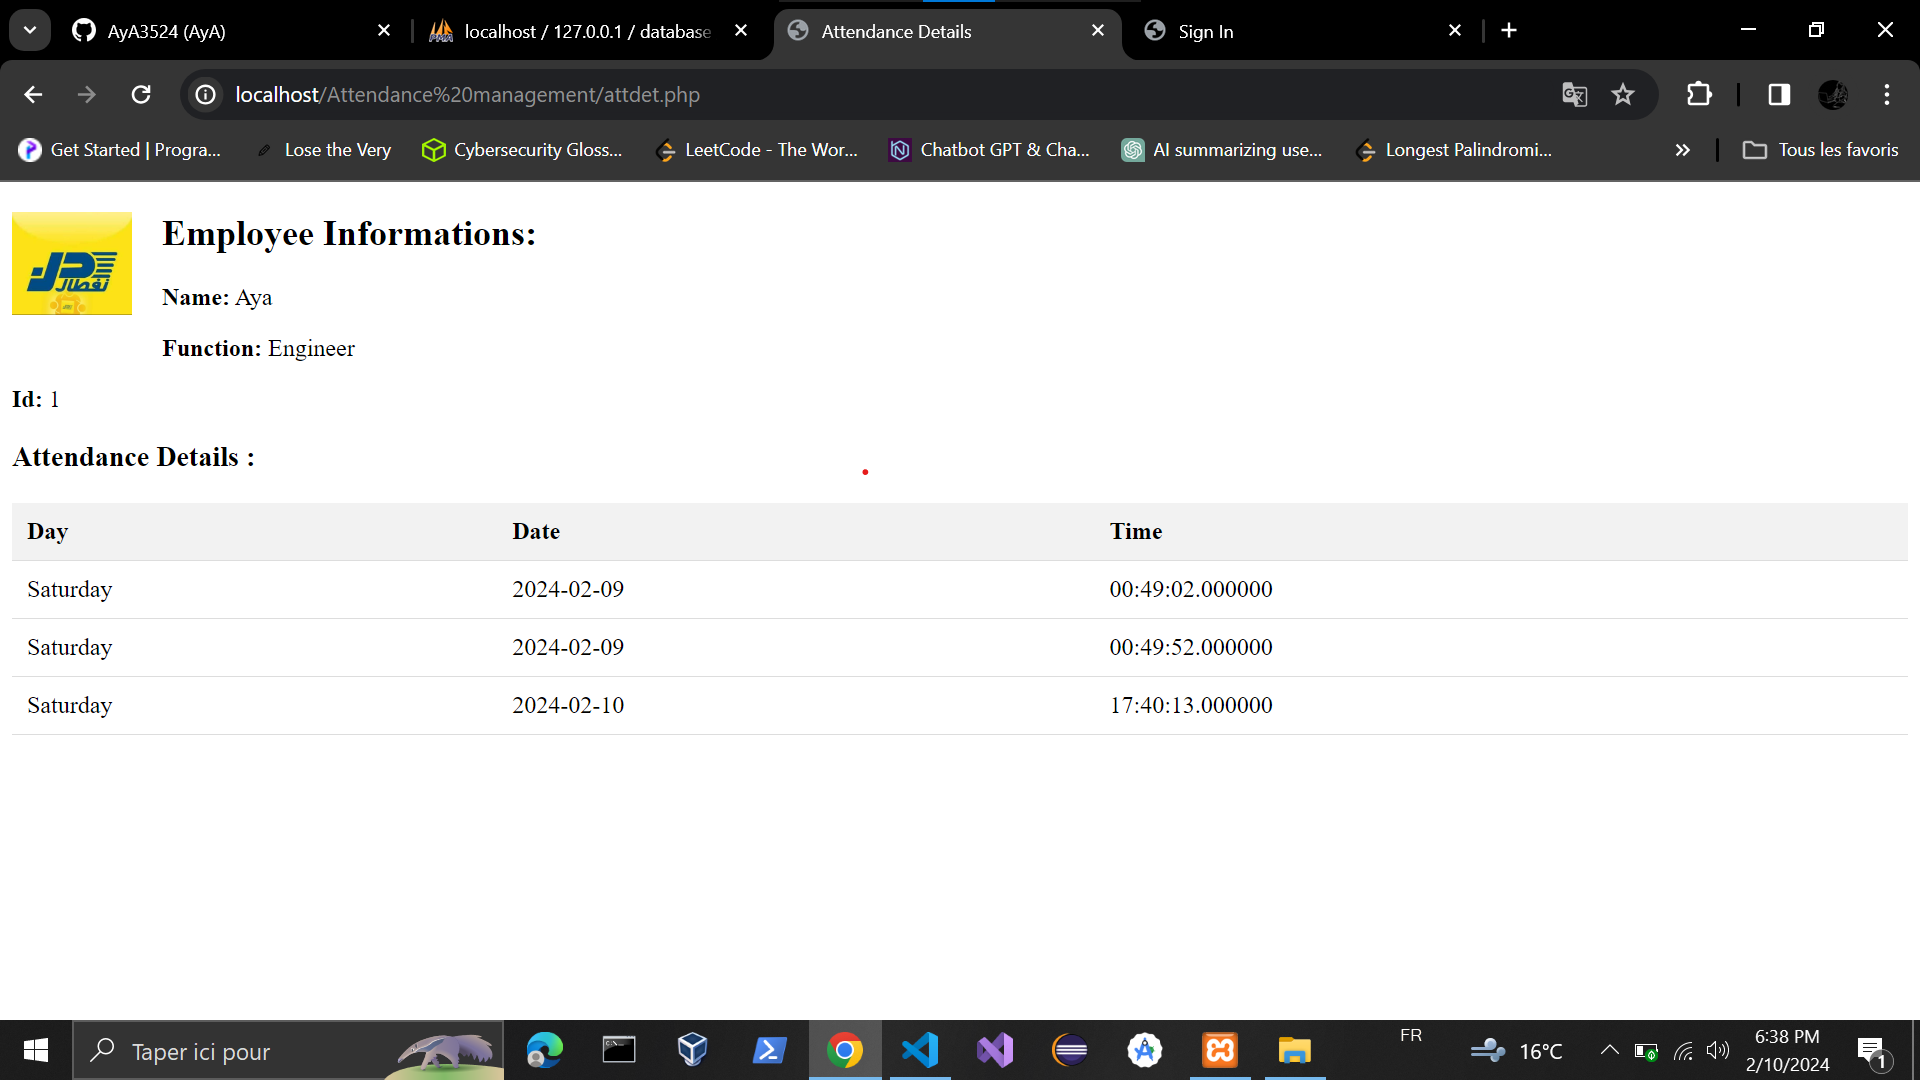 AyA3524 (AyA)
localhost / 127.0.0.1 / database
Attendance Details
Sign In
localhost/Attendance%20management/attdet.php
Get Started | Progra...
Lose the Very
Cybersecurity Gloss...
LeetCode - The Wor...
Chatbot GPT & Cha...
AI summarizing use...
Longest Palindromi...
Tous les favoris
نفطال
Employee Informations:
Name: Aya
Function: Engineer
Id: 1
Attendance Details :
Day Date Time
Saturday 2024-02-09 00:49:02.000000
Saturday 2024-02-09 00:49:52.000000
Saturday 2024-02-10 17:40:13.000000
Taper ici pour
FR
16°C
6:38 PM
2/10/2024
1